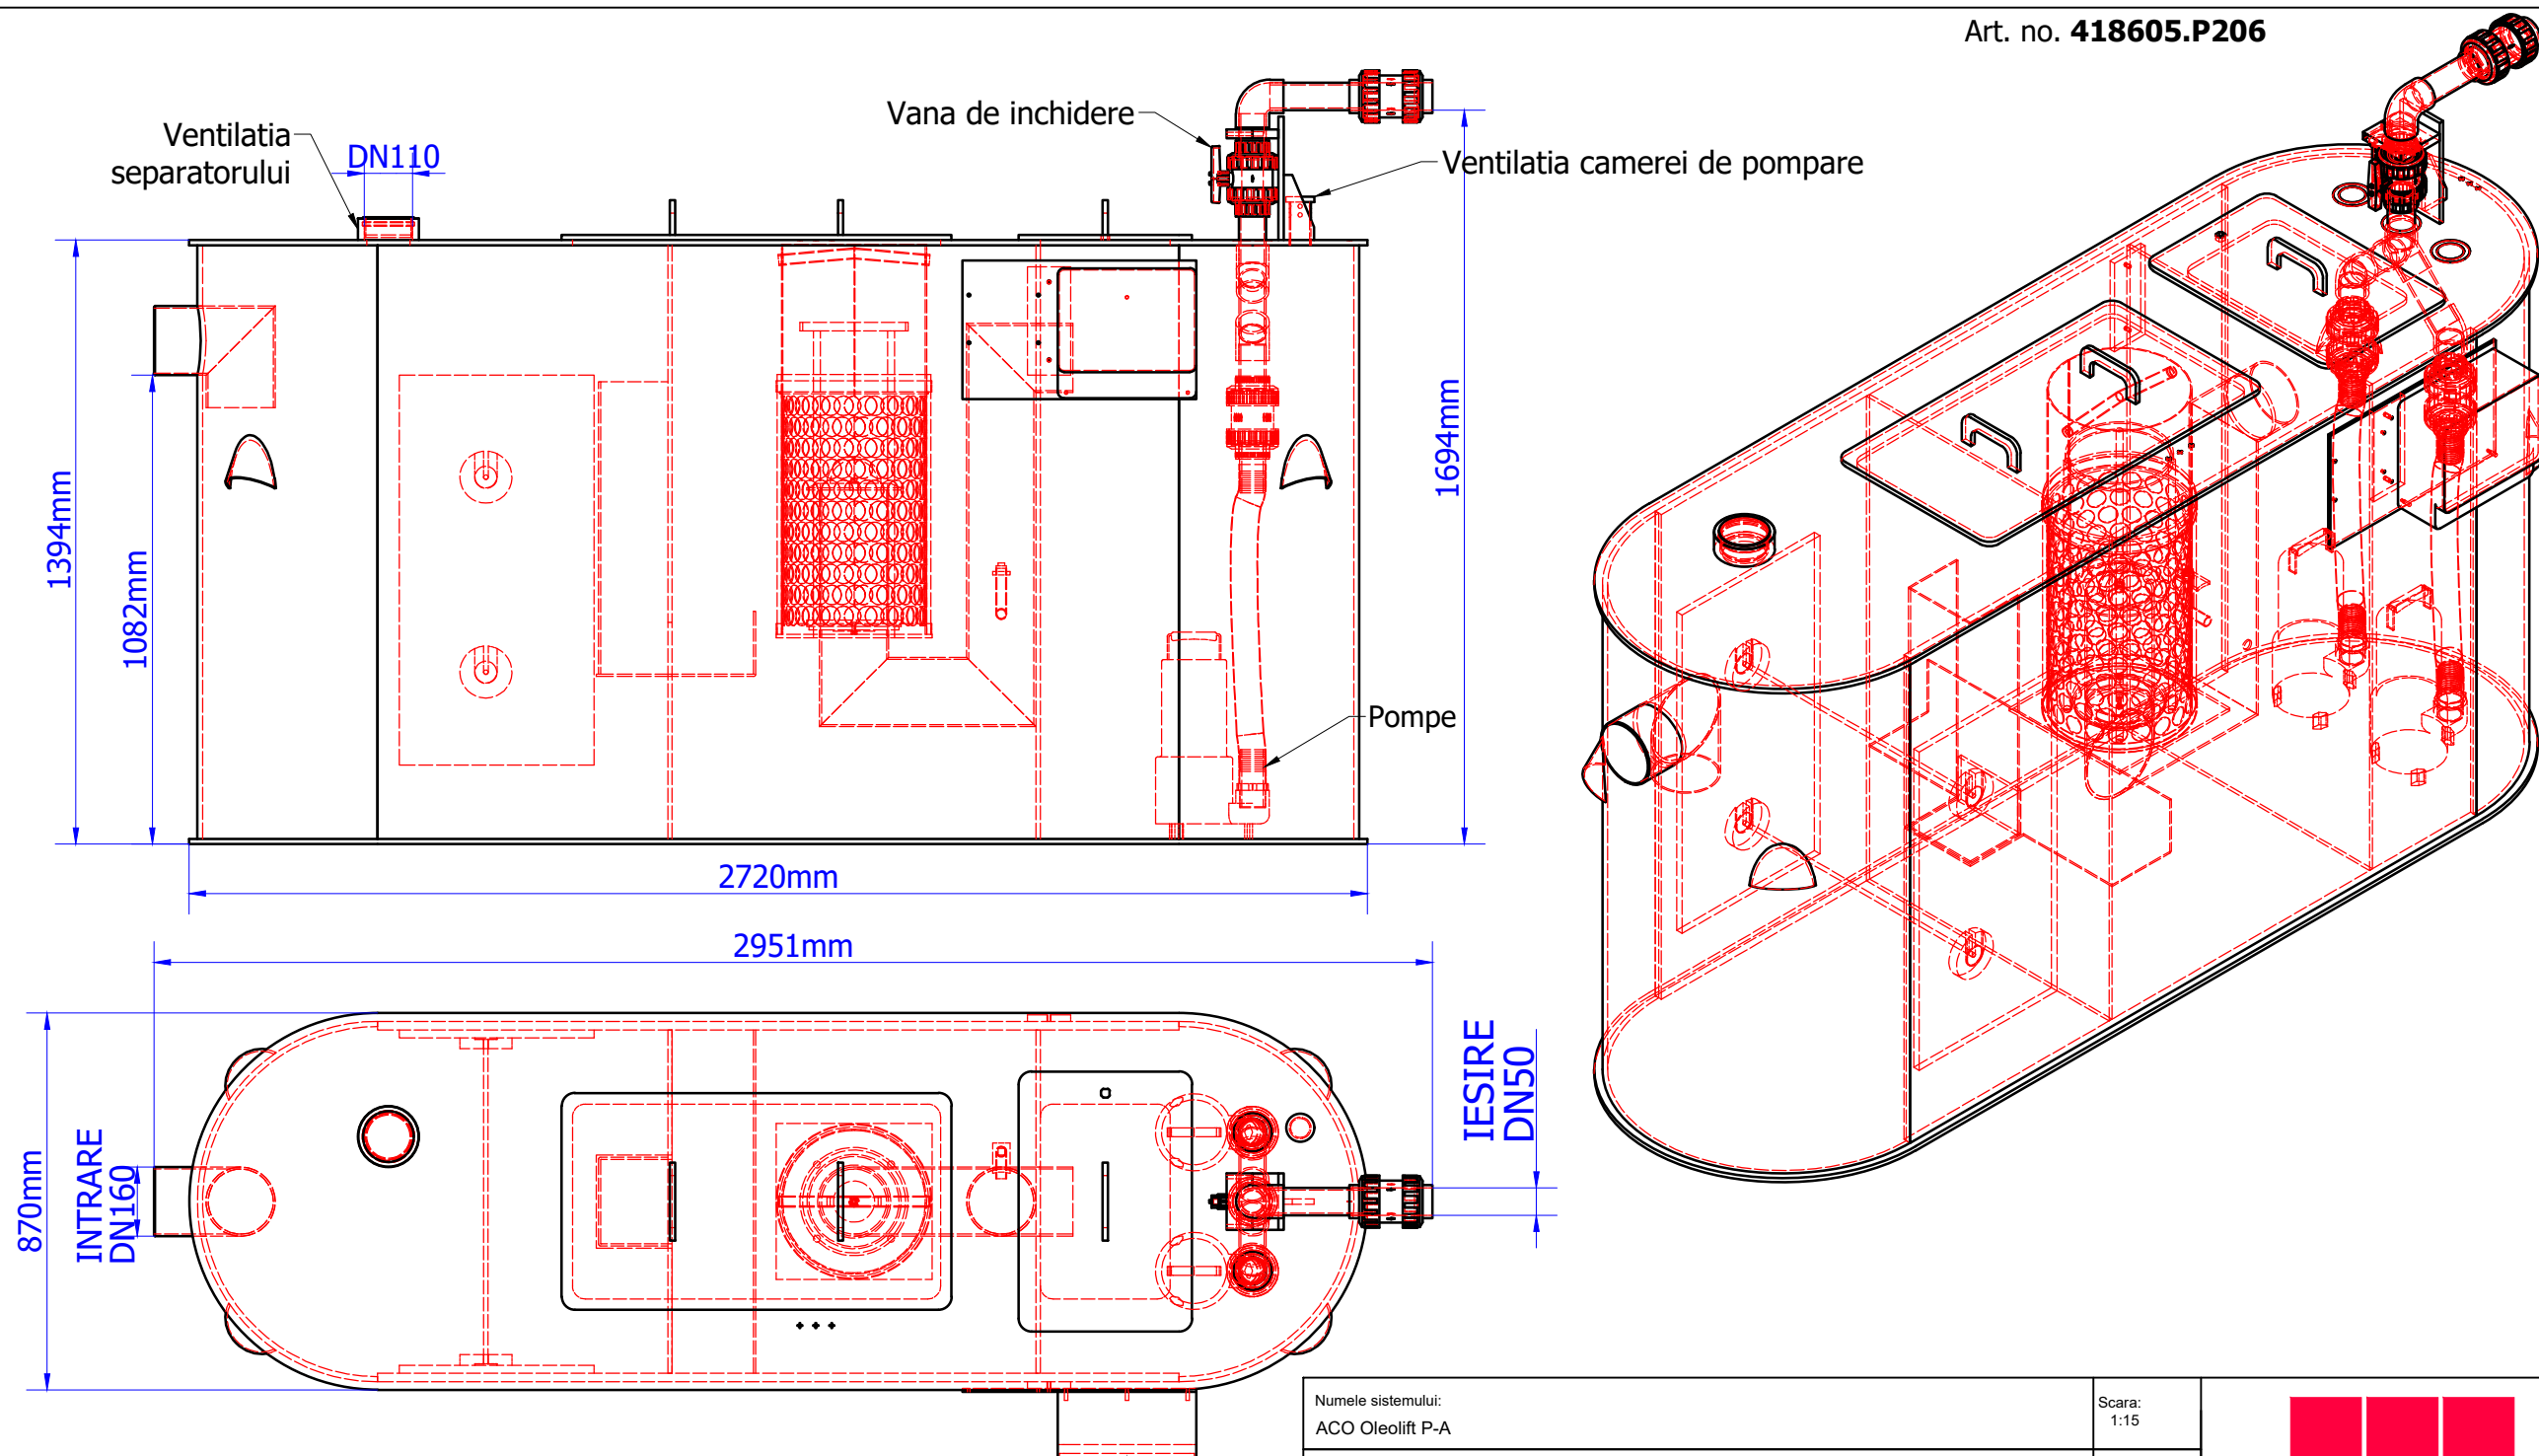 Art. no. 418605.P206
Vana de inchidere
Ventilatia
separatorului
DN110
Ventilatia camerei de pompare
1394mm
1082mm
1694mm
Pompe
2720mm
2951mm
870mm
INTRARE
DN160
IESIRE
DN50
Numele sistemului:
ACO Oleolift P-A
Scara:
1:15